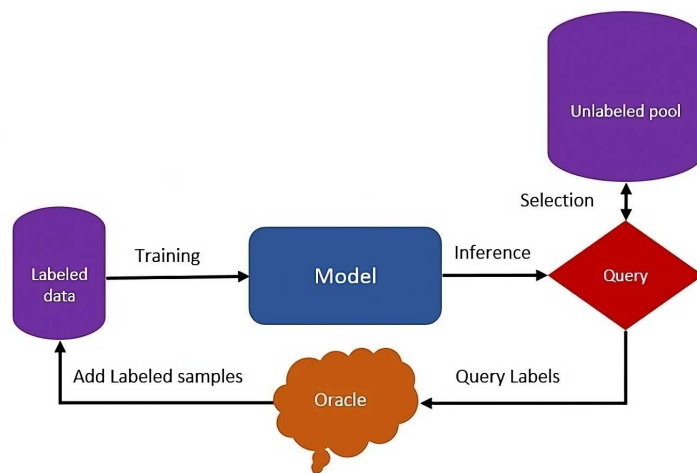 Unlabeled pool
Selection
Training
Inference
Labeled
data
Model
Query
Add Labeled samples
Oracle
Query Labels